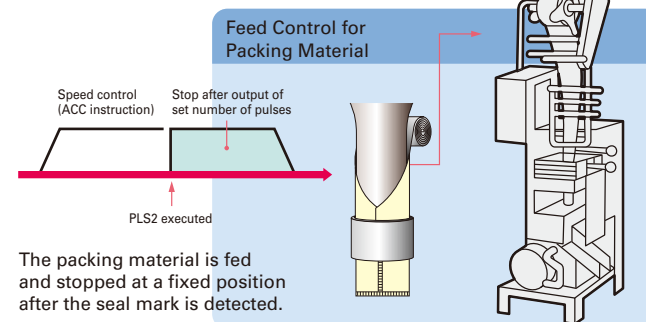 Feed Control for
Packing Material
Speed control
(ACC instruction)
Stop after output of
set number of pulses
PLS2 executed
The packing material is fed
and stopped at a fixed position
after the seal mark is detected.